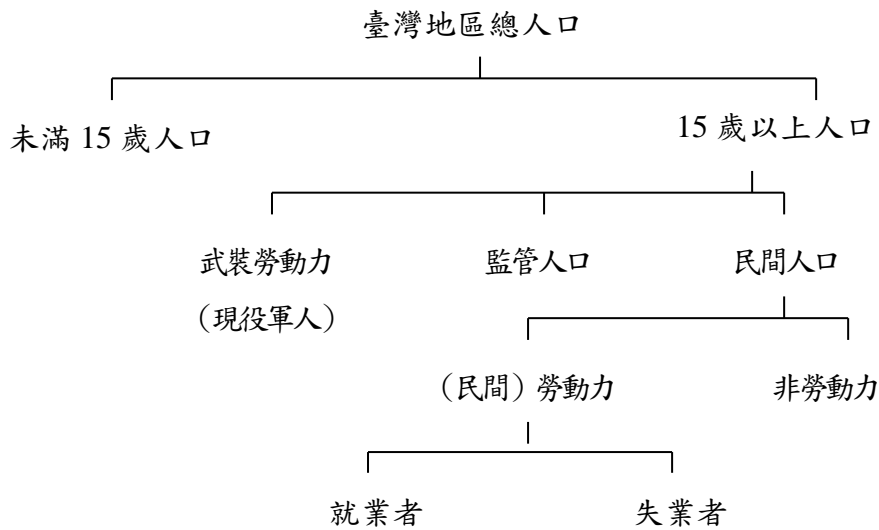 臺灣地區總人口
未滿 15 歲人口
15 歲以上人口
武裝勞動力
(現役軍人)
監管人口
民間人口
(民間)勞動力
非勞動力
就業者
失業者